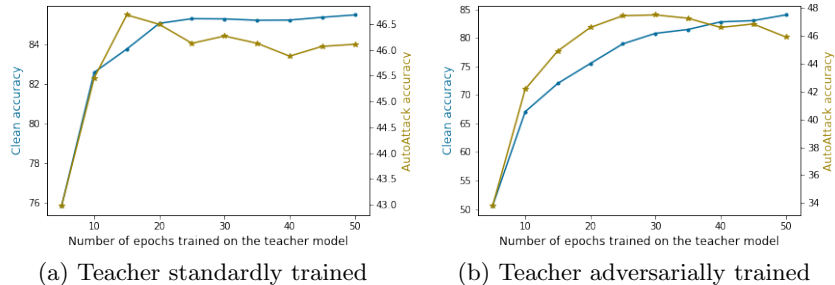 84
82
80
78
76
Clean accuracy
46.5
46.0
45.5
45.0
44.5
44.0
43.5
43.0
AutoAttack accuracy
10 20 30 40 50
Number of epochs trained on the teacher model
(a) Teacher standardly trained
85
80
75
70
65
60
55
50
Clean accuracy
48
46
44
42
40
38
36
34
AutoAttack accuracy
10 20 30 40 50
Number of epochs trained on the teacher model
(b) Teacher adversarially trained